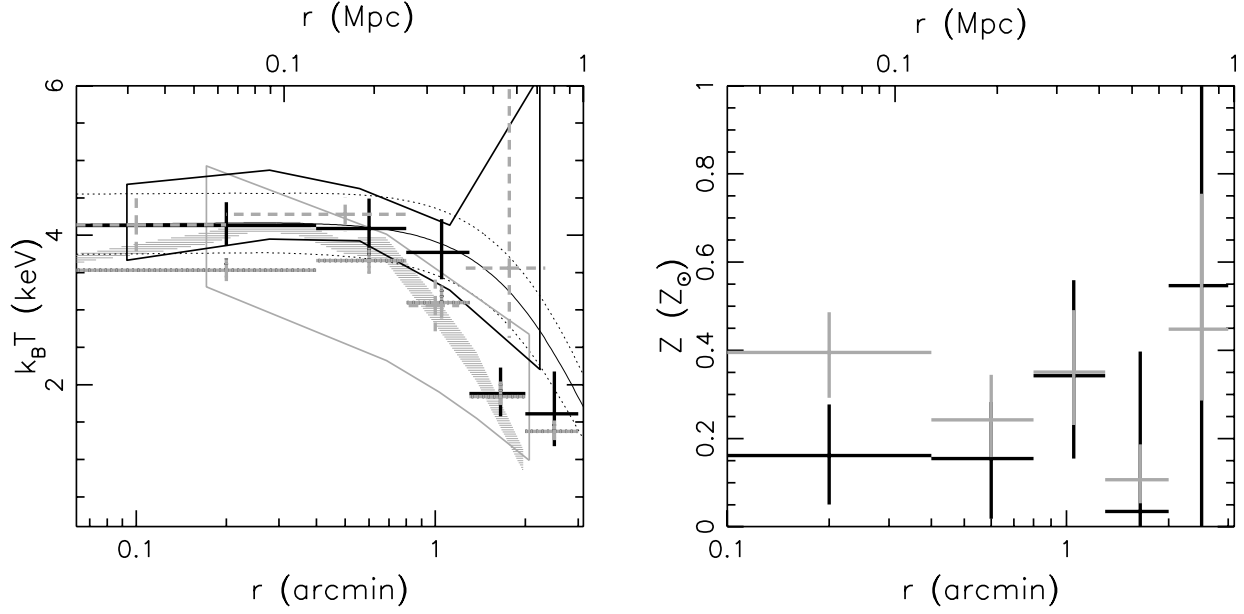 r (Mpc)
0.1 1
6
4
2
k_BT (keV)
0.1 1
r (arcmin)
r (Mpc)
0.1 1
1
0.8
0.6
0.4
0.2
0
Z (Z_⊙)
0.1 1
r (arcmin)